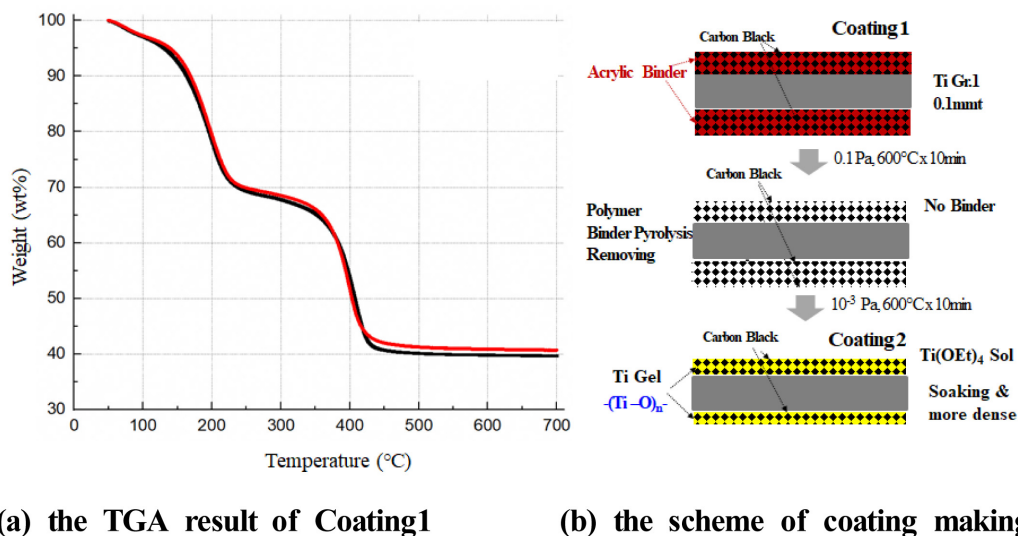 100
90
80
70
60
50
40
30
Weight (wt%)
0
100
200
300
400
500
600
700
Temperature (°C)
(a) the TGA result of Coating1
Carbon Black
Coating 1
Acrylic Binder
Ti Gr.1
0.1mmt
0.1 Pa, 600°C x 10min
Carbon Black
No Binder
Polymer
Binder Pyrolysis
Removing
10-3 Pa, 600°C x 10min
Coating 2
Carbon Black
Ti(OEt)4 Sol
Ti Gel
-(Ti –O)n-
Soaking &
more dense
(b) the scheme of coating making